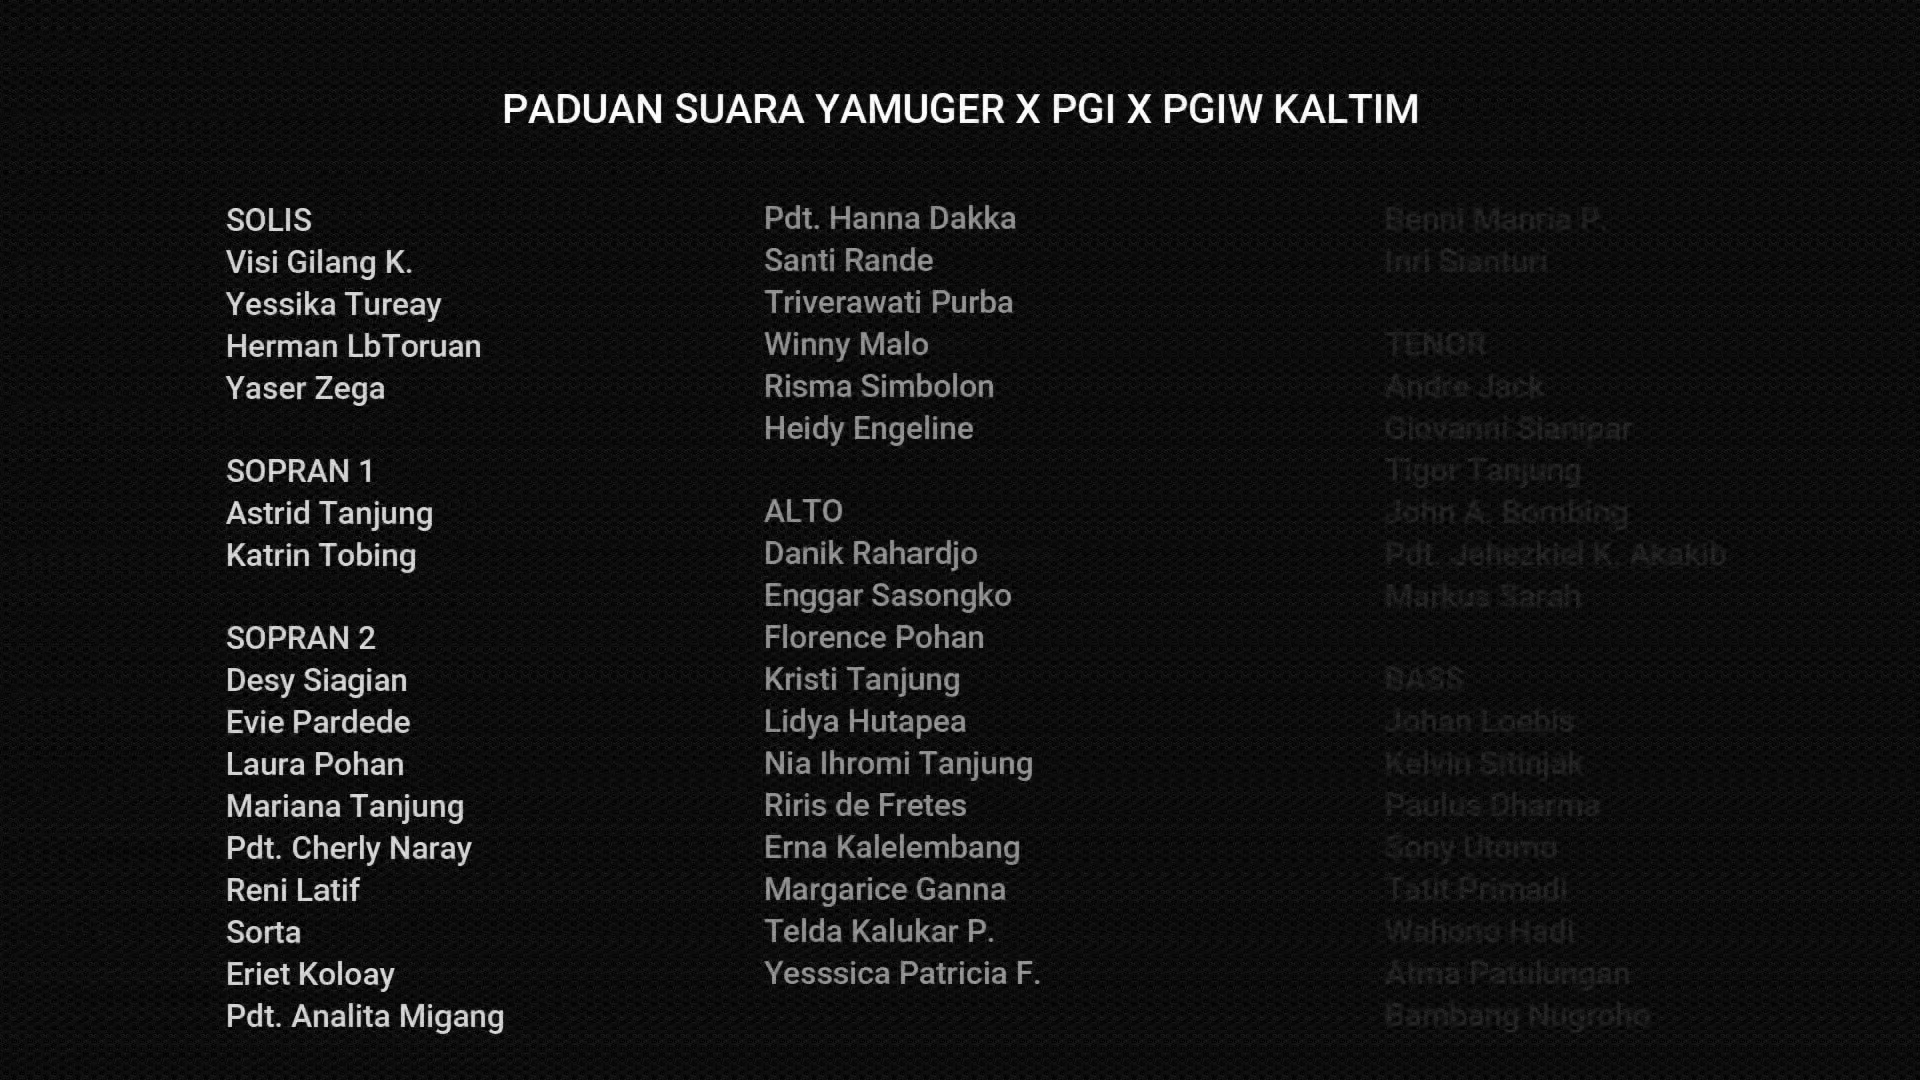 PADUAN SUARA YAMUGER X PGI X PGIW KALTIM
SOLIS
Visi Gilang K.
Yessika Tureay
Herman LbToruan
Yaser Zega
SOPRAN 1
Astrid Tanjung
Katrin Tobing
SOPRAN 2
Desy Siagian
Evie Pardede
Laura Pohan
Mariana Tanjung
Pdt. Cherly Naray
Reni Latif
Sorta
Eriet Koloay
Pdt. Analita Migang
Pdt. Hanna Dakka
Santi Rande
Triverawati Purba
Winny Malo
Risma Simbolon
Heidy Engeline
ALTO
Danik Rahardjo
Enggar Sasongko
Florence Pohan
Kristi Tanjung
Lidya Hutapea
Nia Ihromi Tanjung
Riris de Fretes
Erna Kalelembang
Margarice Ganna
Telda Kalukar P.
Yesssica Patricia F.
Benni Manria P.
Inri Sianturi
TENOR
Andre Jack
Giovanni Sianipar
Tigor Tanjung
John A. Bombing
Pdt. Jehezkiel K. Akakib
Markus Sarah
BASS
Johan Loebis
Kelvin Sitinjak
Paulus Dharma
Sony Utomo
Tatit Primadi
Wahono Hadi
Atma Patulungan
Bambang Nugroho